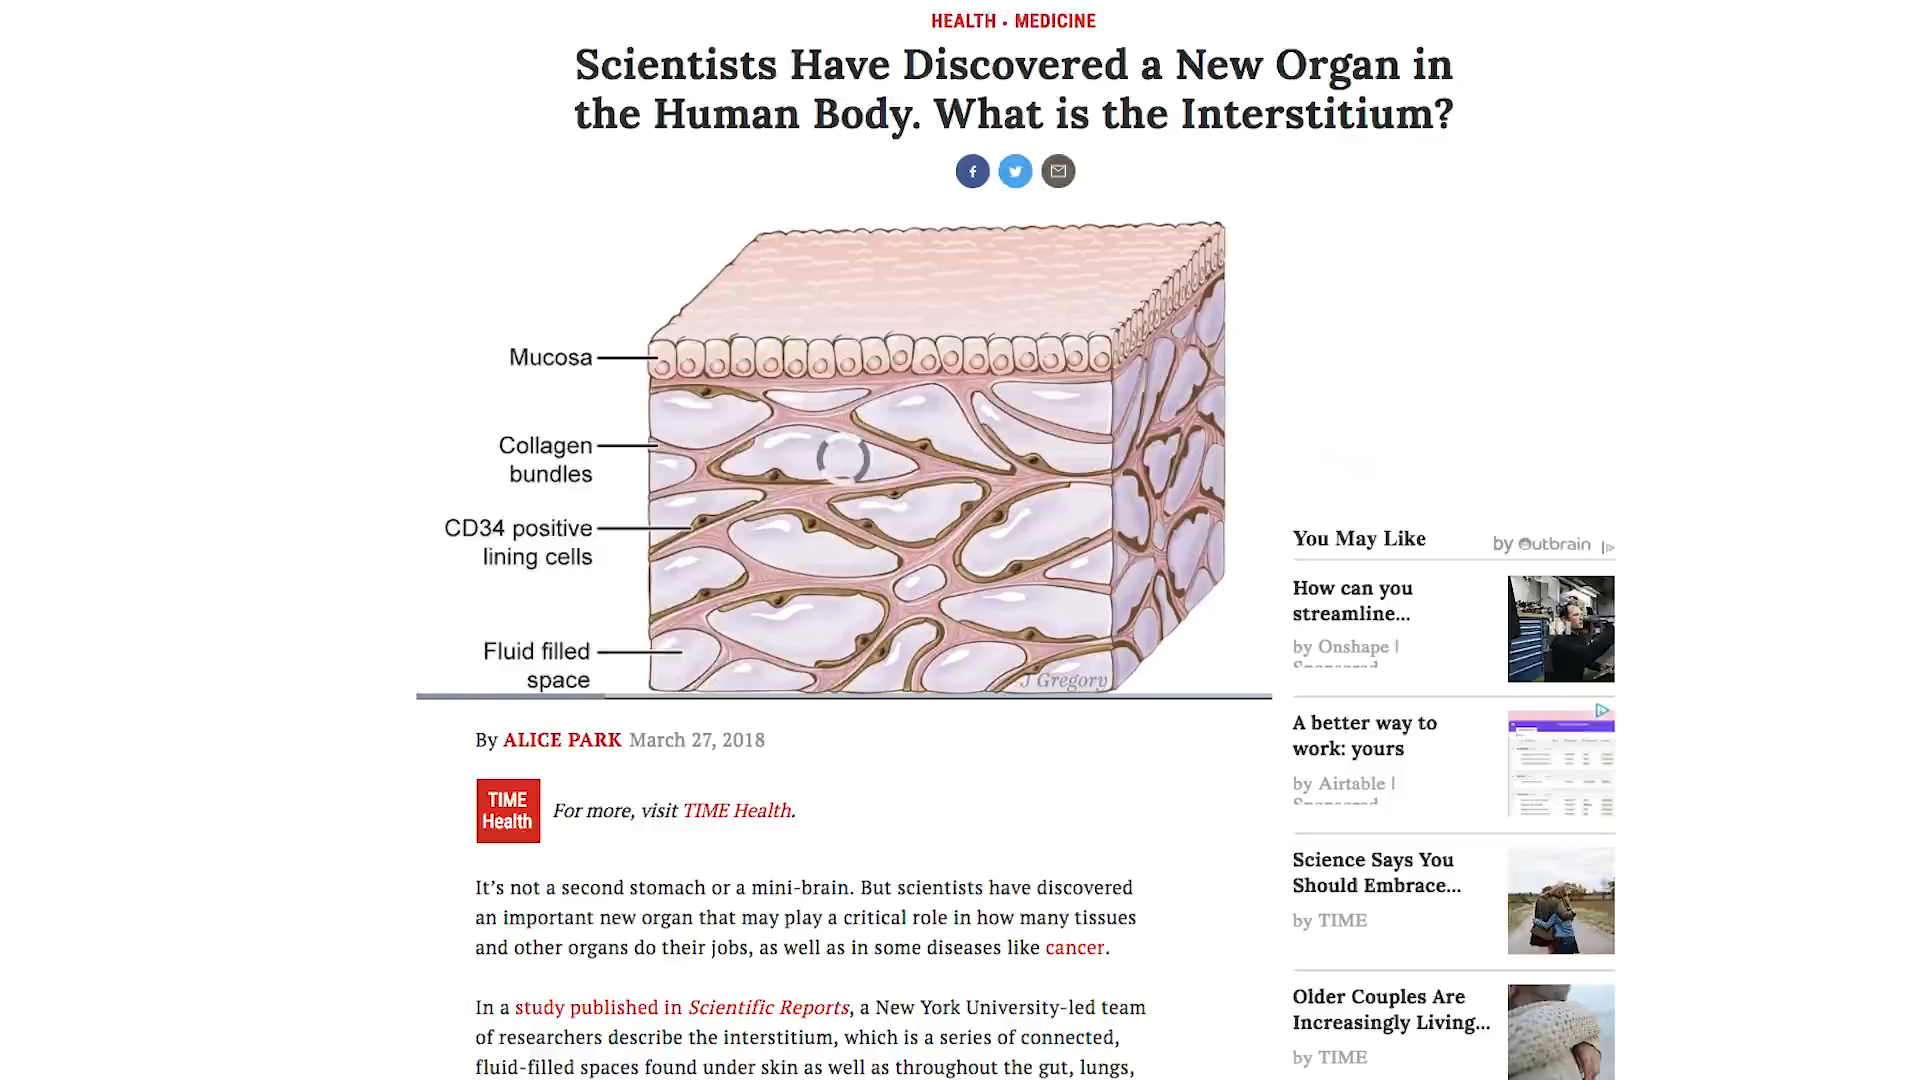 HEALTH • MEDICINE
Scientists Have Discovered a New Organ in
the Human Body. What is the Interstitium?
Mucosa
Collagen
bundles
CD34 positive
lining cells
Fluid filled
space
J Gregory
By ALICE PARK March 27, 2018
TIME
Health
For more, visit TIME Health.
It’s not a second stomach or a mini-brain. But scientists have discovered
an important new organ that may play a critical role in how many tissues
and other organs do their jobs, as well as in some diseases like cancer.
In a study published in Scientific Reports, a New York University-led team
of researchers describe the interstitium, which is a series of connected,
fluid-filled spaces found under skin as well as throughout the gut, lungs,
You May Like
by Outbrain
How can you
streamline...
by Onshape |
Sponsored
A better way to
work: yours
by Airtable |
Sponsored
Science Says You
Should Embrace...
by TIME
Older Couples Are
Increasingly Living...
by TIME